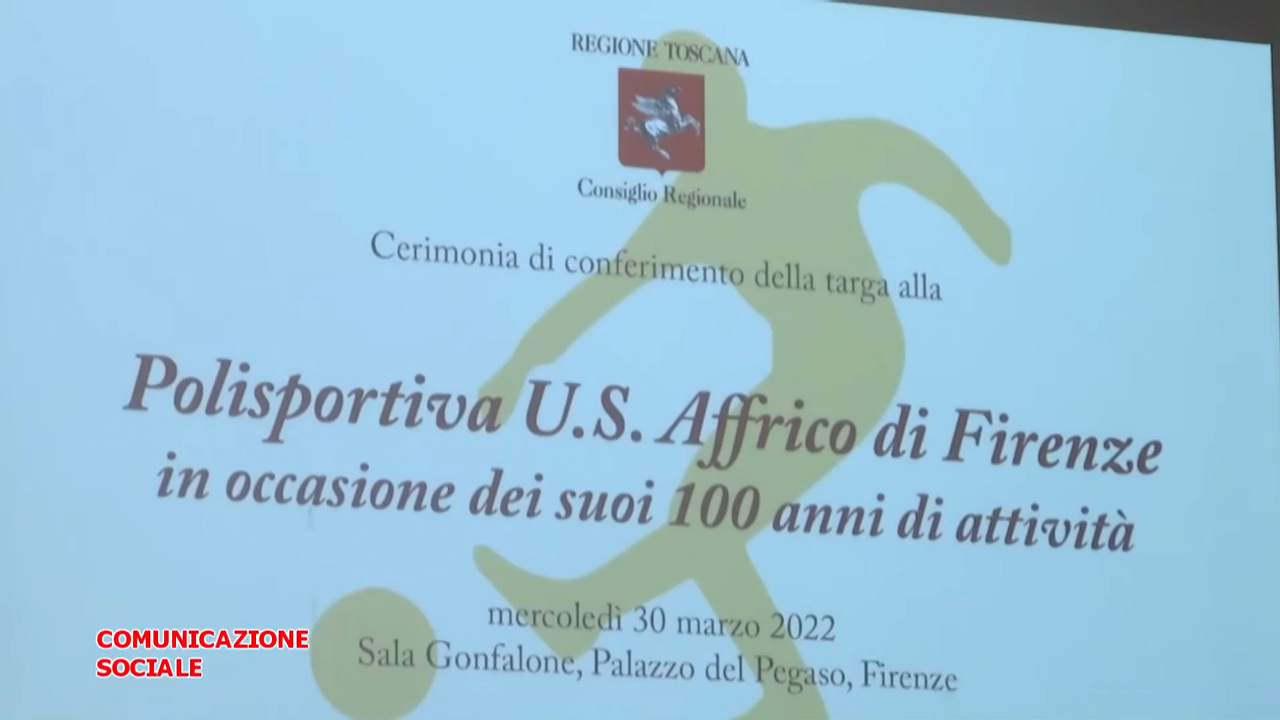 REGIONE TOSCANA
Consiglio Regionale
Cerimonia di conferimento della targa alla
Polisportiva U.S. Affrico di Firenze
in occasione dei suoi 100 anni di attività
mercoledì 30 marzo 2022
Sala Gonfalone, Palazzo del Pegaso, Firenze
COMUNICAZIONE
SOCIALE